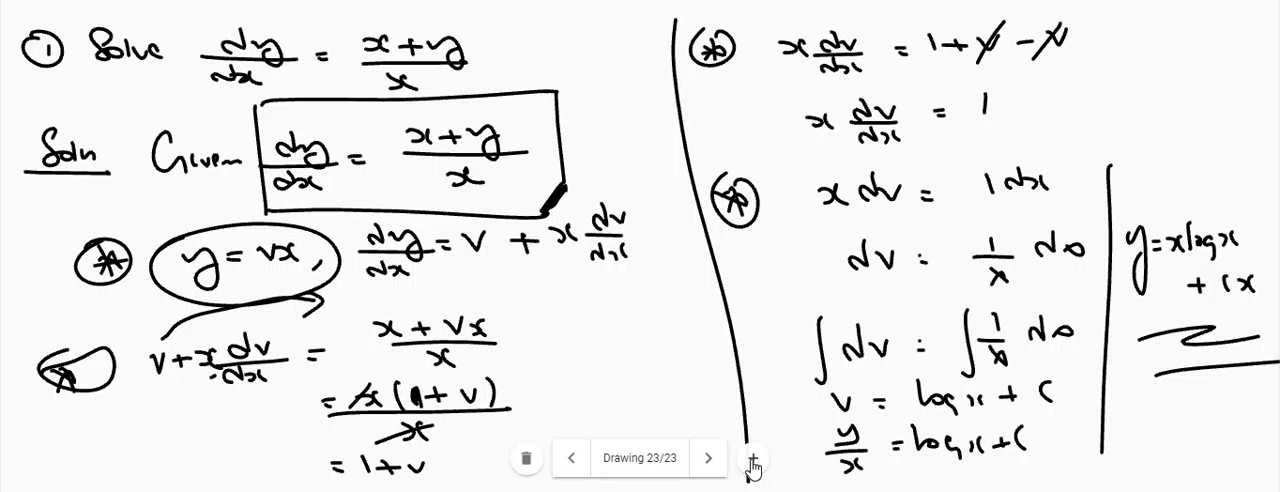 ① Solve dy/dx = x+y/x
Soln Given dy/dx = x+y/x
y = vx, dy/dx = v + x dv/dx
v + x dv/dx = x + vx/x
= x(1+v)/x
= 1+v
x dv/dx = 1 + v - v
x dv/dx = 1
x dv = 1 dx
dv = 1/x dx
∫ dv = ∫ 1/x dx
v = log x + c
y/x = log x + c
y = x log x
+ cx
Drawing 23/23